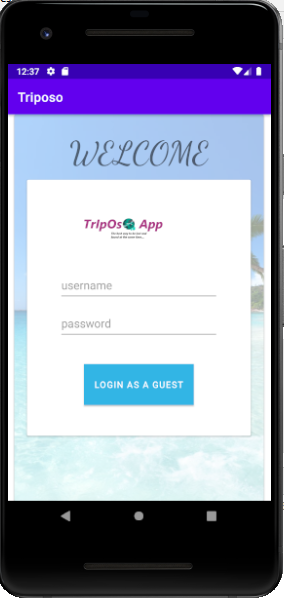 12:37
Triposo
WELCOME
TrIpOs App
username
password
LOGIN AS A GUEST